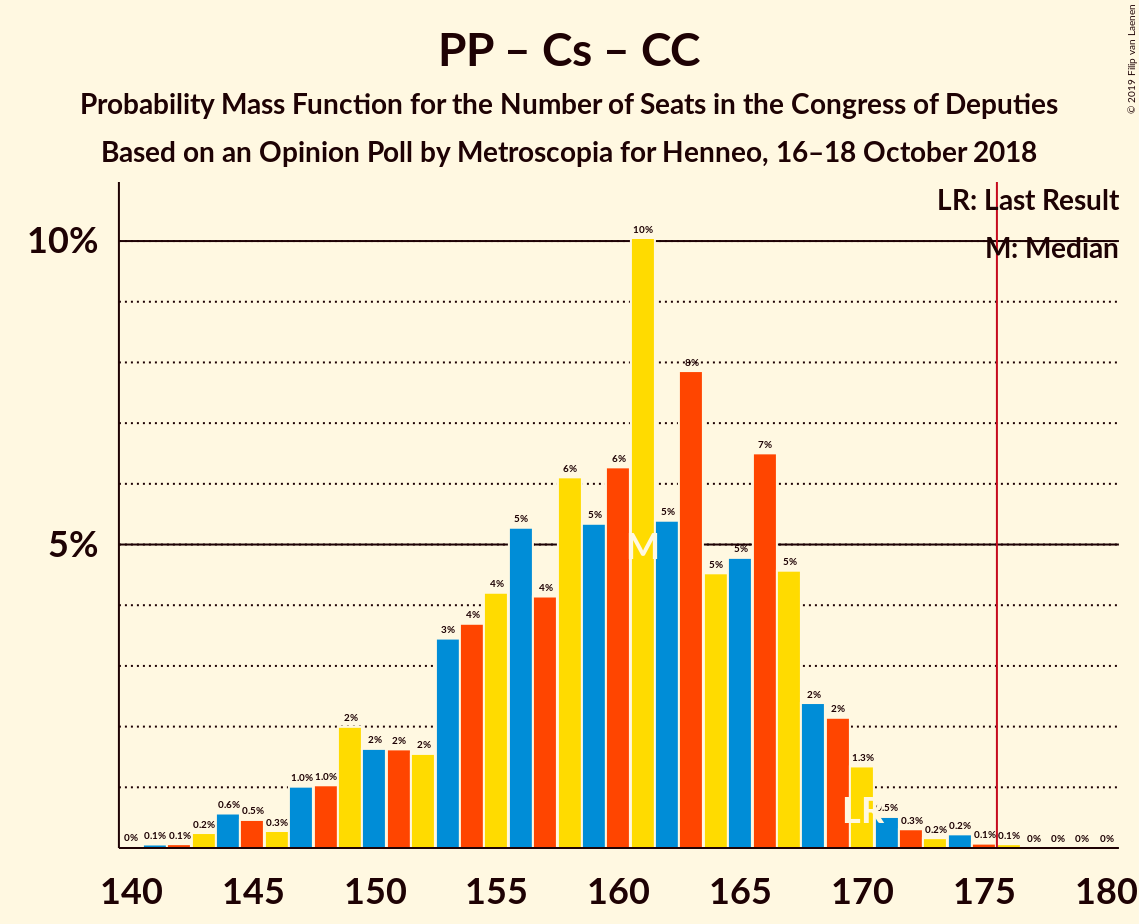 PP – Cs – CC
Probability Mass Function for the Number of Seats in the Congress of Deputies
Based on an Opinion Poll by Metroscopia for Henneo, 16–18 October 2018
© 2019 Filip van Laenen
LR: Last Result
M: Median
10%
5%
0% 0.1% 0.1% 0.2% 0.6% 0.5% 0.3% 1.0% 1.0% 2% 2% 2% 2% 3% 4% 4% 5% 4% 6% 5% 6% 10% 5% 8% 5% 5% 7% 5% 2% 2% 1.3% 0.5% 0.3% 0.2% 0.2% 0.1% 0.1% 0% 0% 0% 0%
M
LR
140 145 150 155 160 165 170 175 180